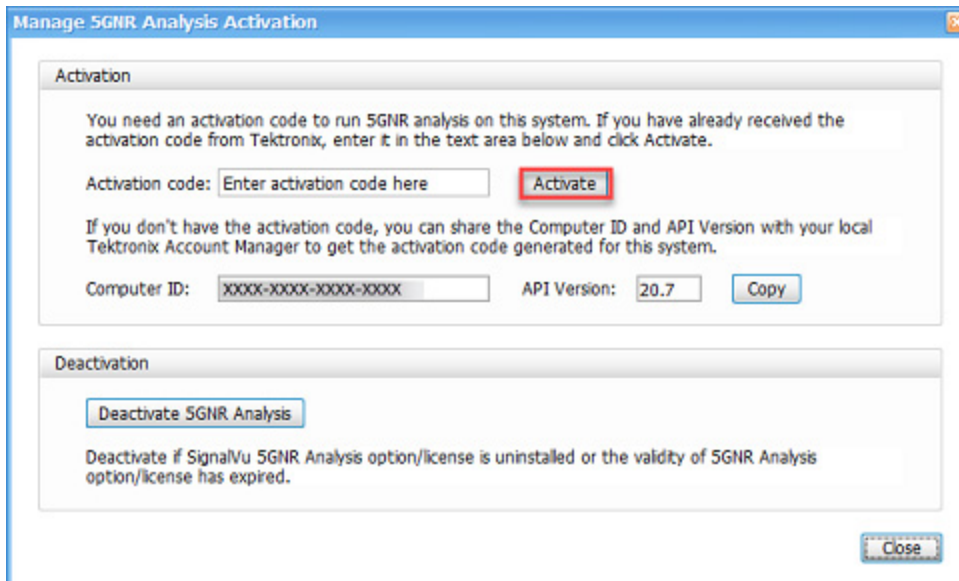 Manage 5GNR Analysis Activation
Activation
You need an activation code to run 5GNR analysis on this system. If you have already received the
activation code from Tektronix, enter it in the text area below and click Activate.
Activation code: Enter activation code here Activate
If you don't have the activation code, you can share the Computer ID and API Version with your local
Tektronix Account Manager to get the activation code generated for this system.
Computer ID: XXXX-XXXX-XXXX-XXXX API Version: 20.7 Copy
Deactivation
Deactivate 5GNR Analysis
Deactivate if SignalVu 5GNR Analysis option/license is uninstalled or the validity of 5GNR Analysis
option/license has expired.
Close